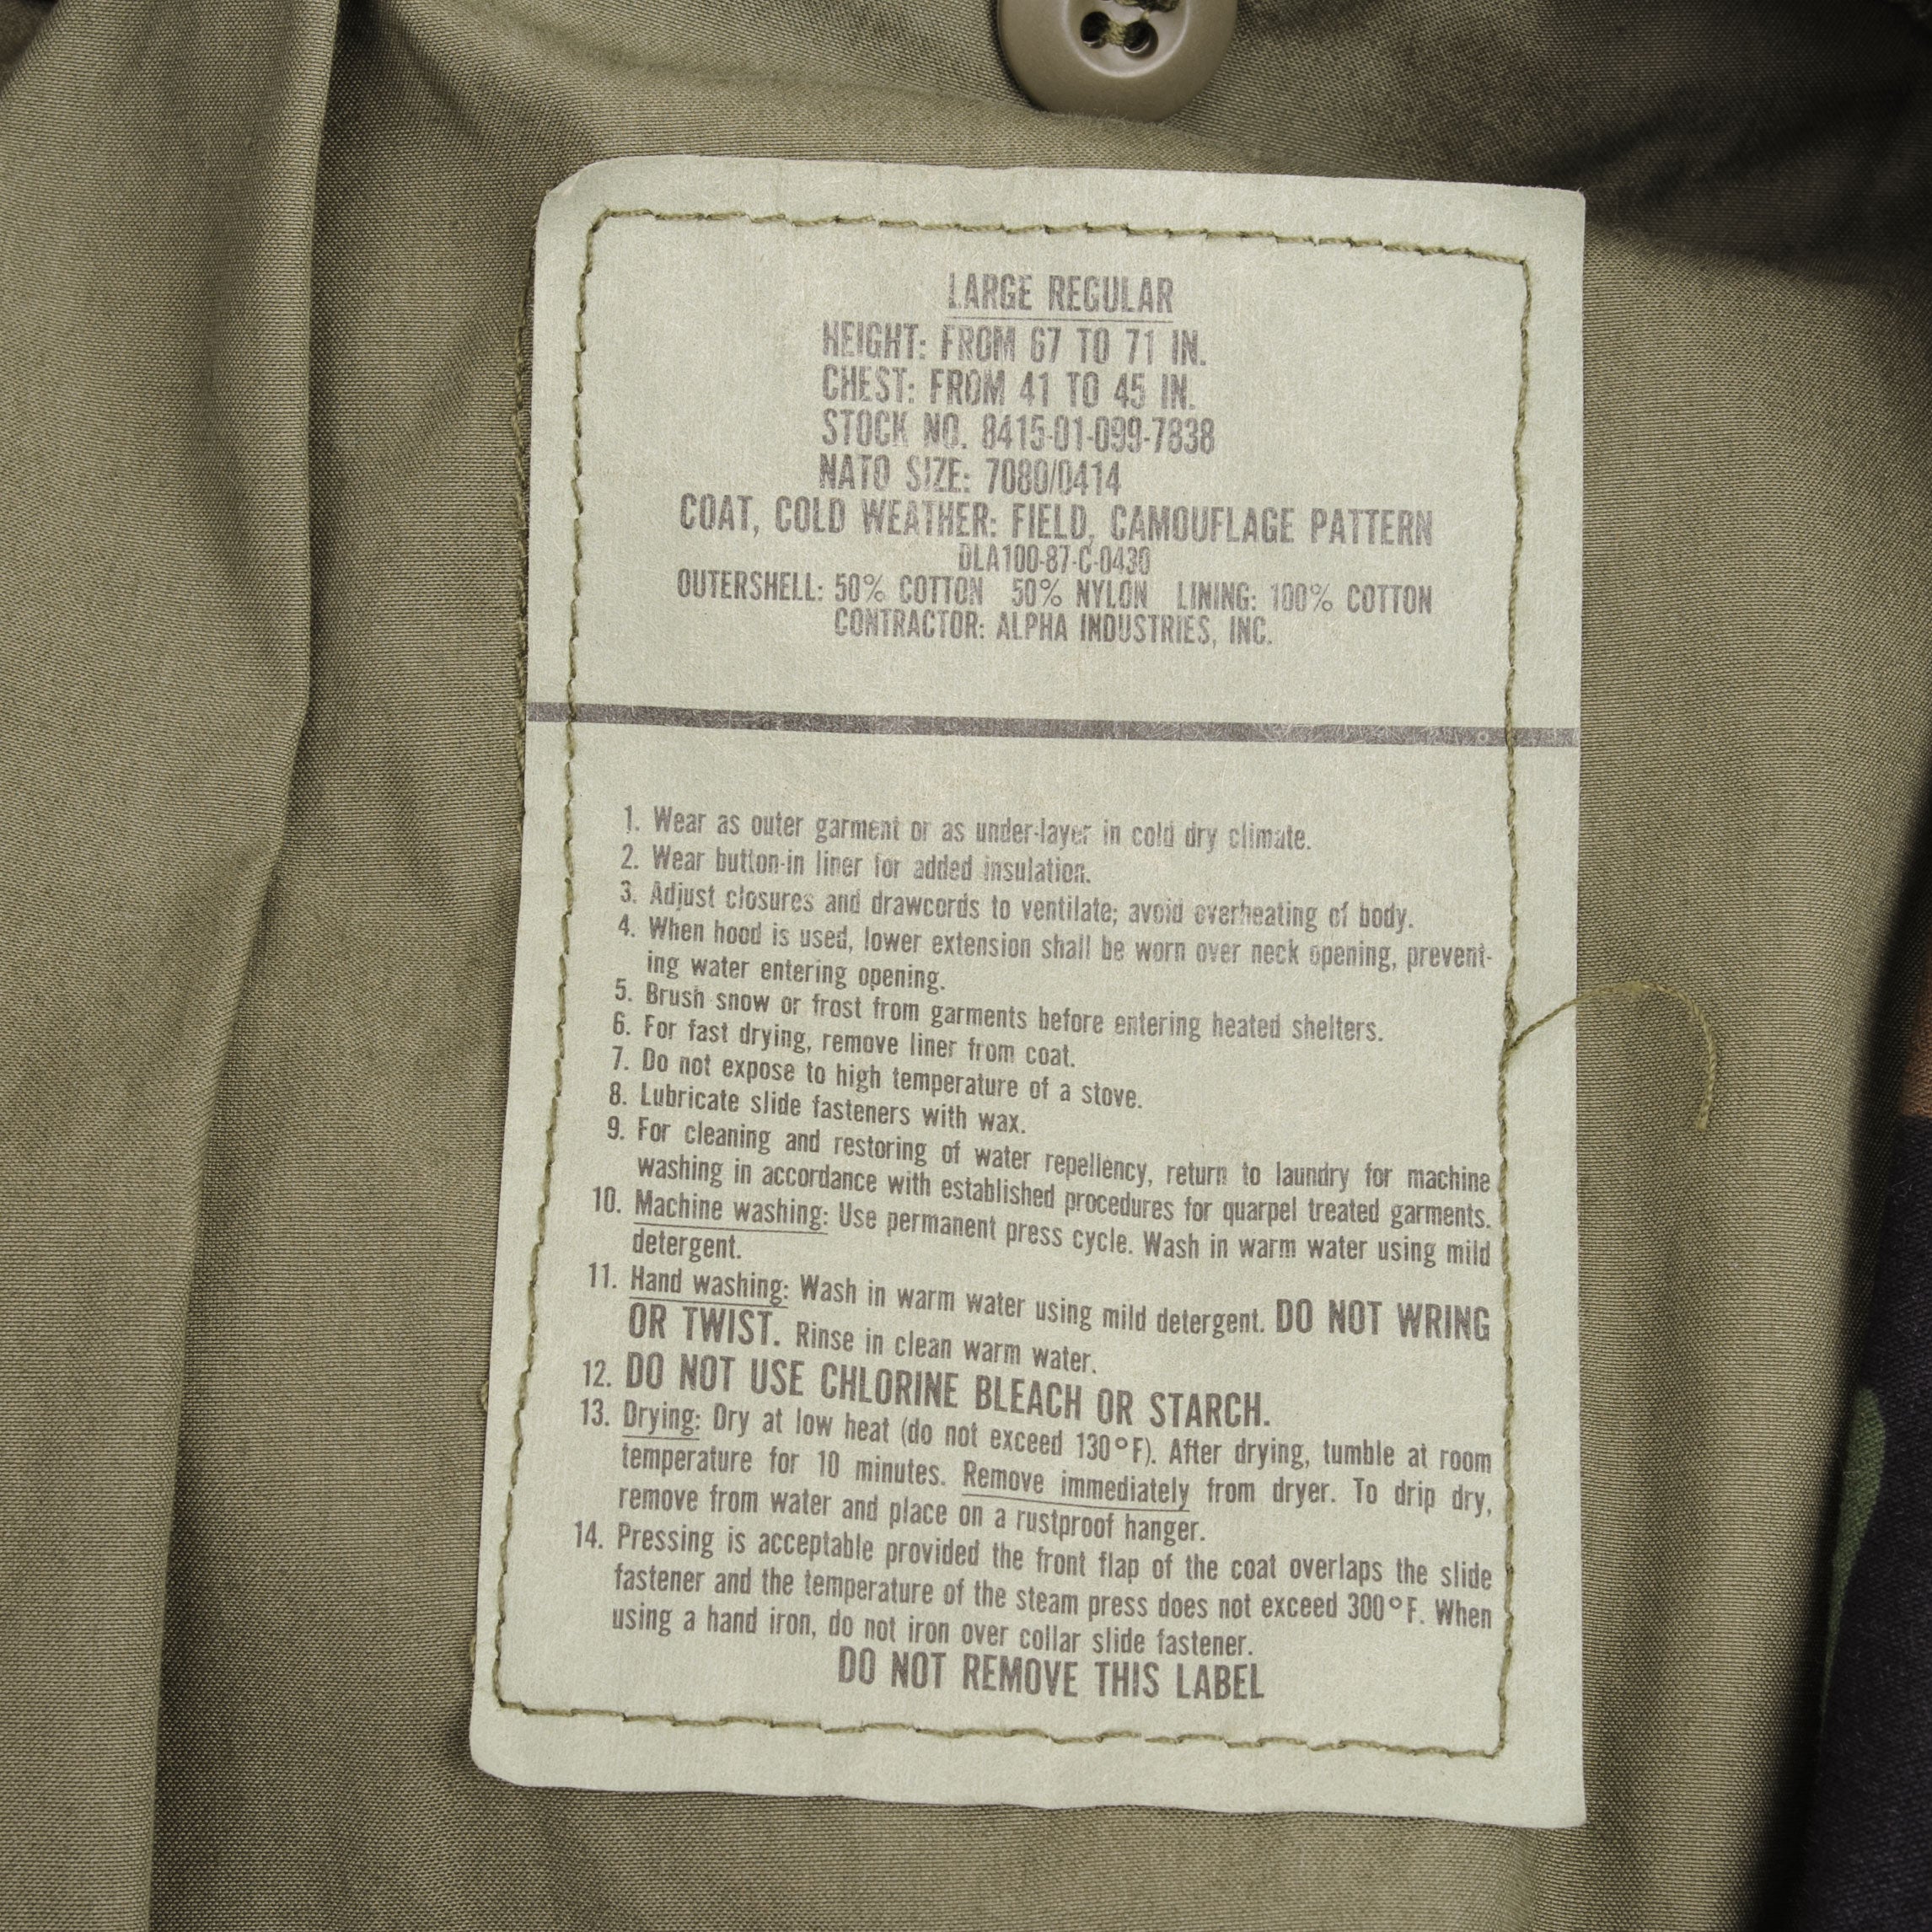 LARGE REGULAR
HEIGHT: FROM 67 TO 71 IN.
CHEST: FROM 41 TO 45 IN.
STOCK NO. 8415-01-099-7838
NATO SIZE: 7080/0414
COAT, COLD WEATHER: FIELD, CAMOUFLAGE PATTERN
DLA100-87-C-0430
OUTERSHELL: 50% COTTON 50% NYLON LINING: 100% COTTON
CONTRACTOR: ALPHA INDUSTRIES, INC.
1. Wear as outer garment or as under-layer in cold dry climate.
2. Wear button-in liner for added insulation.
3. Adjust closures and drawcords to ventilate; avoid overheating of body.
4. When hood is used, lower extension shall be worn over neck opening, prevent-
ing water entering opening.
5. Brush snow or frost from garments before entering heated shelters.
6. For fast drying, remove liner from coat.
7. Do not expose to high temperature of a stove.
8. Lubricate slide fasteners with wax.
9. For cleaning and restoring of water repellency, return to laundry for machine
washing in accordance with established procedures for quarpel treated garments.
10. Machine washing: Use permanent press cycle. Wash in warm water using mild
detergent.
11. Hand washing: Wash in warm water using mild detergent. DO NOT WRING
OR TWIST. Rinse in clean warm water.
12. DO NOT USE CHLORINE BLEACH OR STARCH.
13. Drying: Dry at low heat (do not exceed 130°F). After drying, tumble at room
temperature for 10 minutes. Remove immediately from dryer. To drip dry,
remove from water and place on a rustproof hanger.
14. Pressing is acceptable provided the front flap of the coat overlaps the slide
fastener and the temperature of the steam press does not exceed 300°F. When
using a hand iron, do not iron over collar slide fastener.
DO NOT REMOVE THIS LABEL